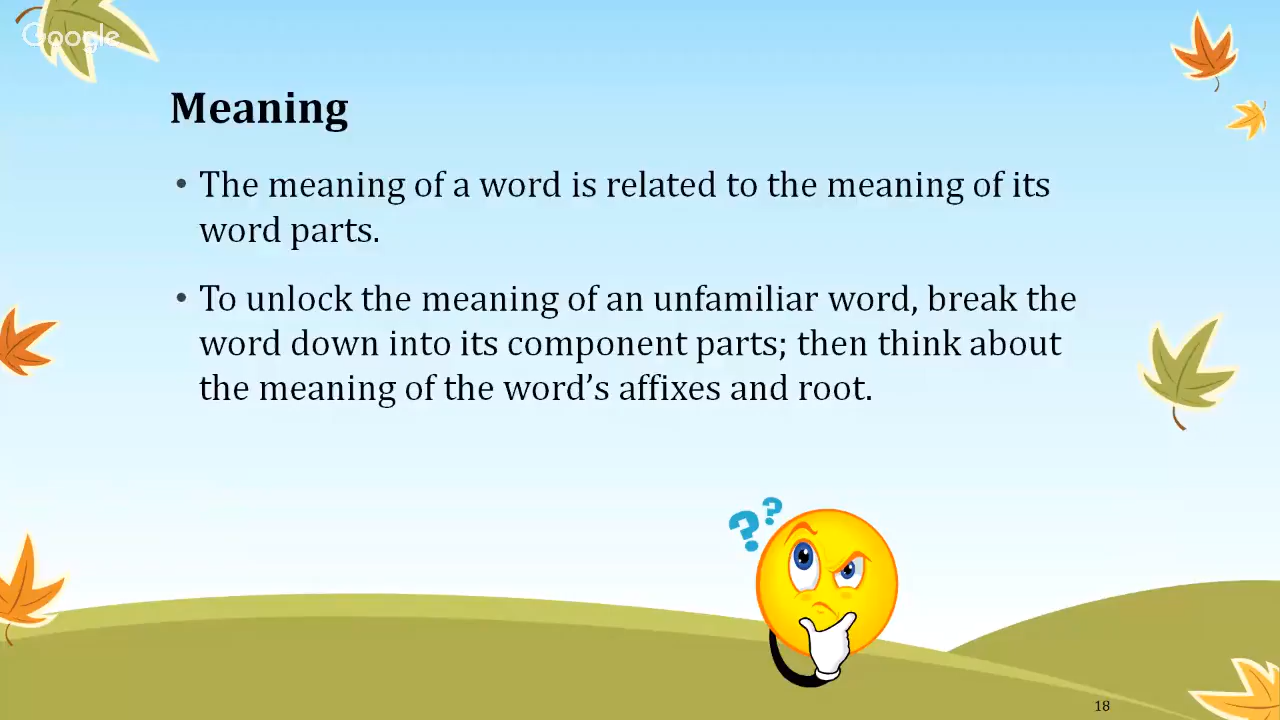 Google
Meaning
• The meaning of a word is related to the meaning of its
word parts.
• To unlock the meaning of an unfamiliar word, break the
word down into its component parts; then think about
the meaning of the word’s affixes and root.
??
18